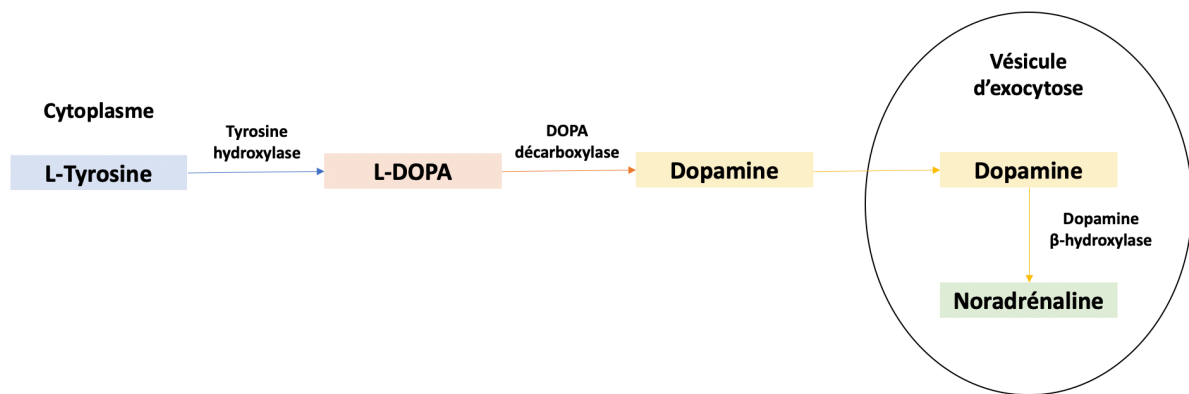 Vésicule
d’exocytose
Cytoplasme
Tyrosine
hydroxylase
DOPA
décarboxylase
L-Tyrosine
L-DOPA
Dopamine
Dopamine
Dopamine
β-hydroxylase
Noradrénaline